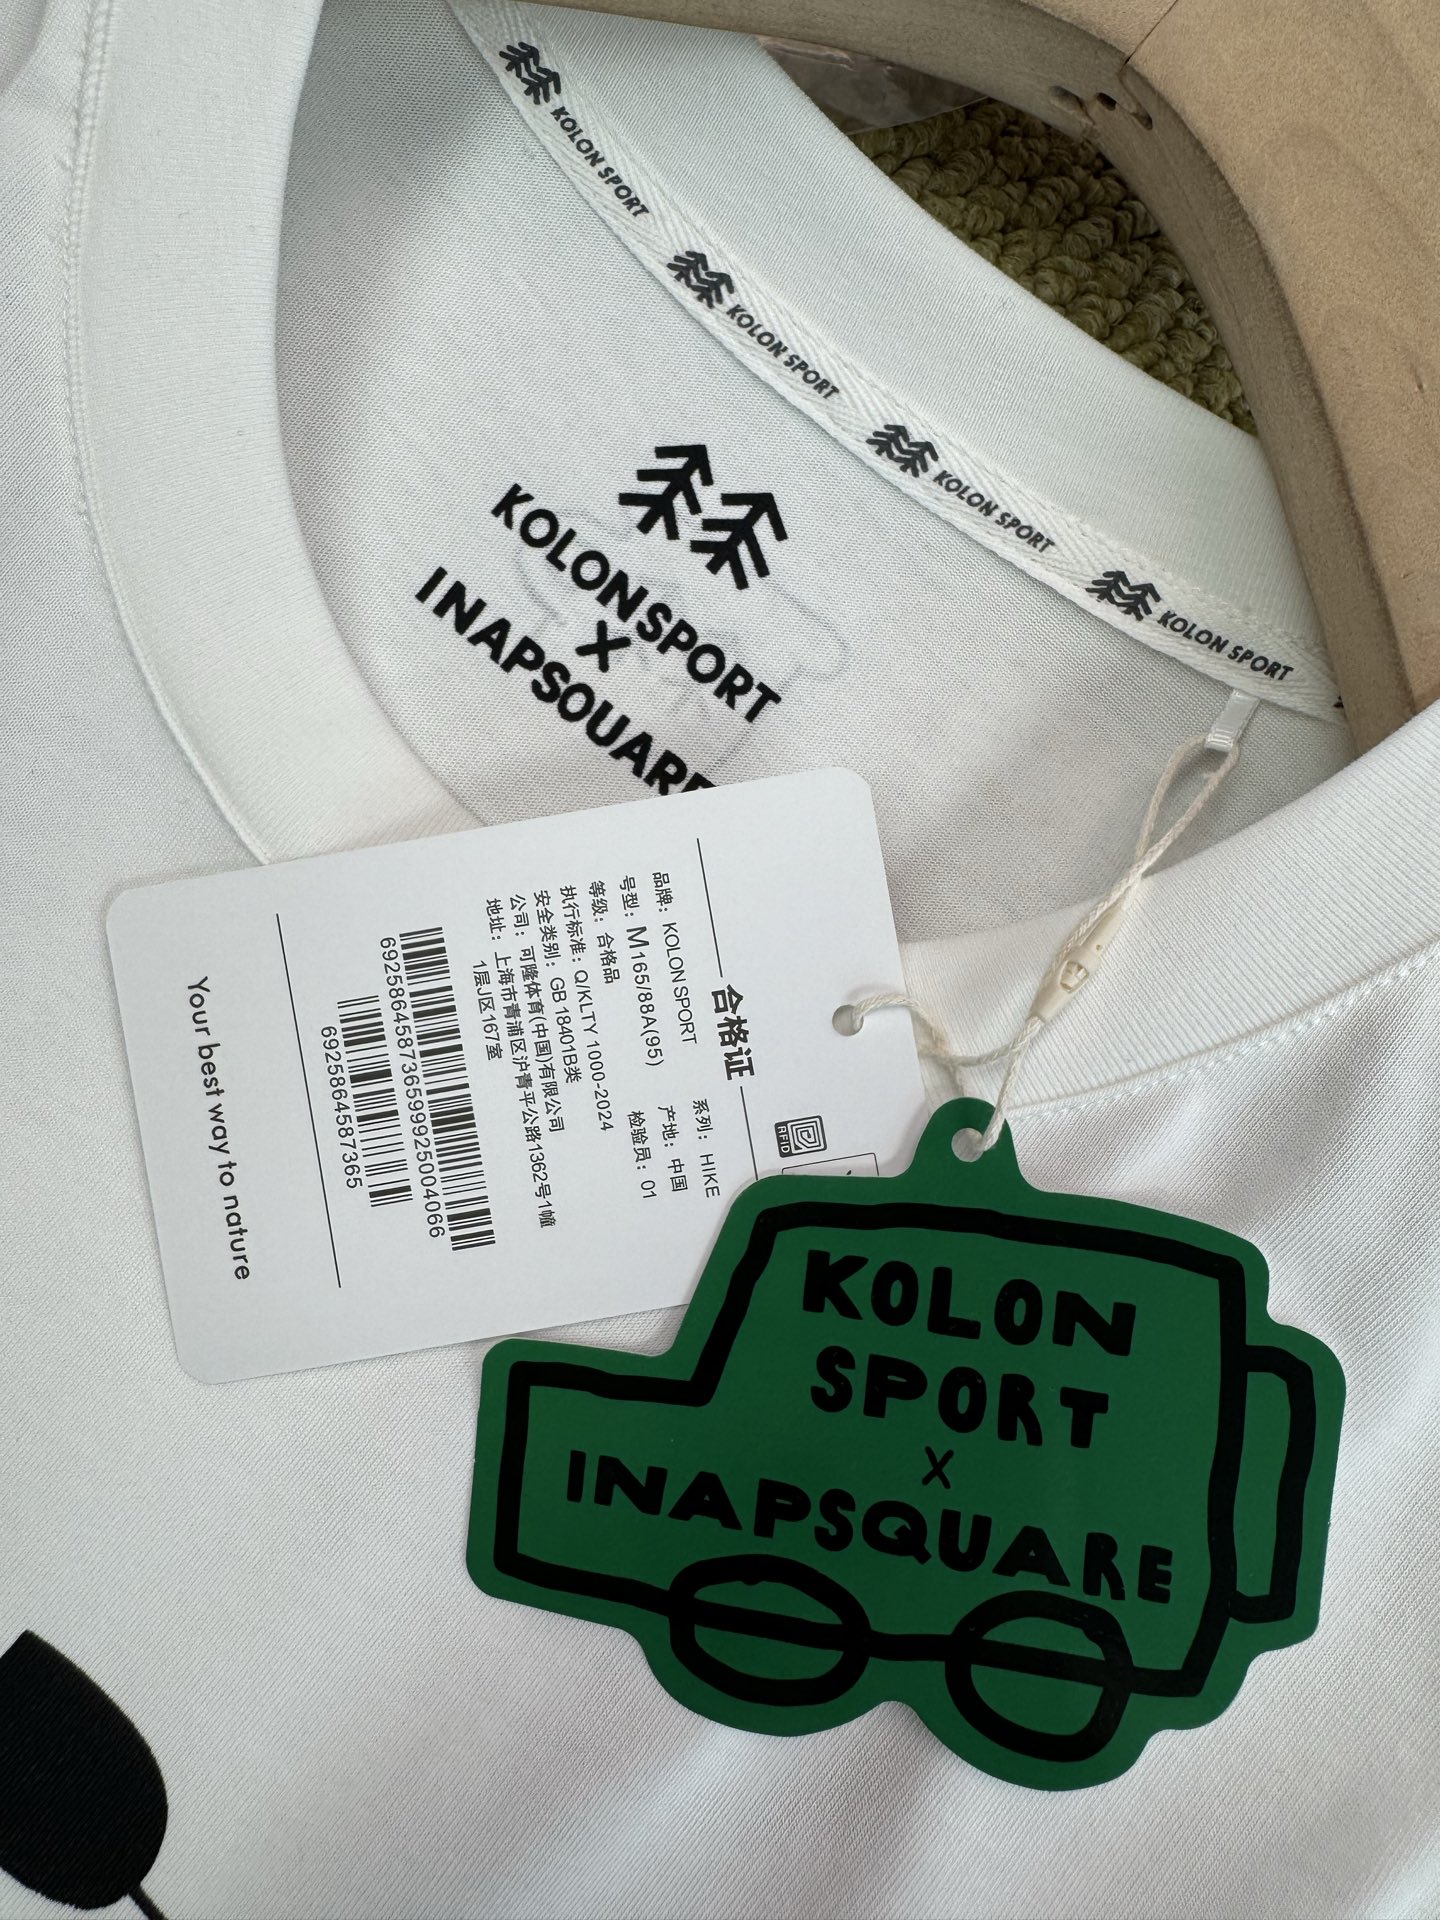 KOLON SPORT
KOLON SPORT
KOLON SPORT
KOLON SPORT
KOLON SPORT
X
INAPSQUARE
合格证
品牌：KOLON SPORT 系列：HIKE
号型：M 165/88A(95) 产地：中国
等级：合格品 检验员：01
执行标准：Q/KLTY 1000-2024
安全类别：GB 18401B类
公司：可隆体育(中国)有限公司
地址：上海市青浦区沪青平公路1362号1幢
1层J区167室
692586458736599925004066
6925864587365
Your best way to nature
RFID
KOLON
SPORT
X
INAPSQUARE